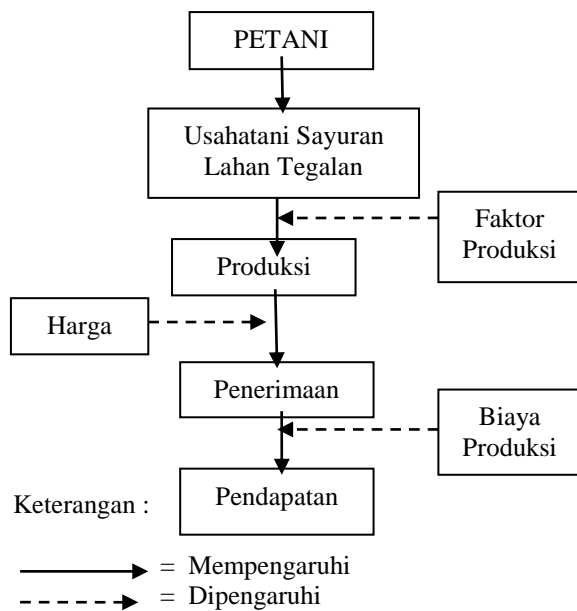 PETANI
Usahatani Sayuran
Lahan Tegalan
Faktor
Produksi
Produksi
Harga
Penerimaan
Biaya
Produksi
Pendapatan
Keterangan :
= Mempengaruhi
= Dipengaruhi